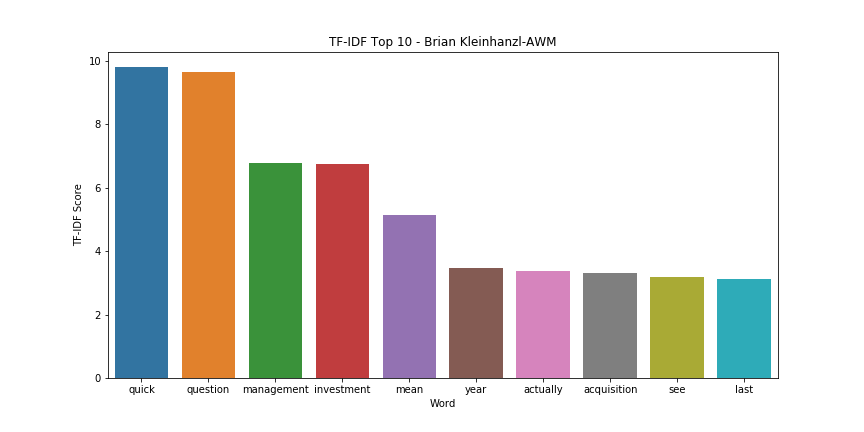 TF-IDF Top 10 - Brian Kleinhanzl-AWM
10
8
6
4
2
0
TF-IDF Score
quick question management investment mean year actually acquisition see last
Word